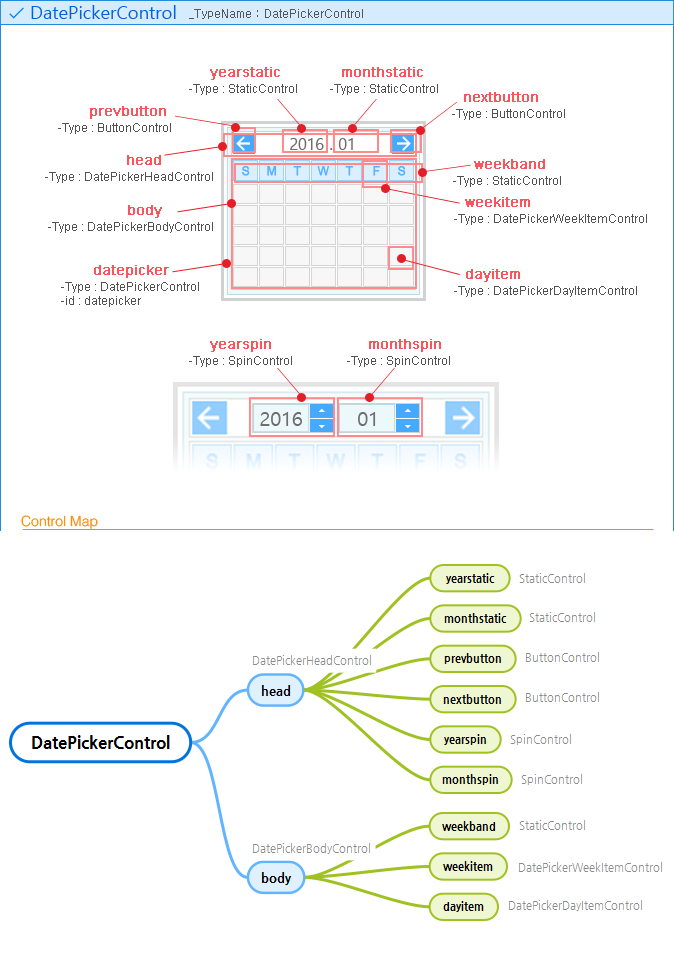 DatePickerControl _TypeName : DatePickerControl
yearstatic
-Type : StaticControl
monthstatic
-Type : StaticControl
prevbutton
-Type : ButtonControl
nextbutton
-Type : ButtonControl
2016 . 01
head
-Type : DatePickerHeadControl
weekband
-Type : StaticControl
S M T W T F S
body
-Type : DatePickerBodyControl
weekitem
-Type : DatePickerWeekItemControl
datepicker
-Type : DatePickerControl
-id : datepicker
dayitem
-Type : DatePickerDayItemControl
yearspin
-Type : SpinControl
monthspin
-Type : SpinControl
2016 01
S M T W T F S
Control Map
DatePickerControl
DatePickerHeadControl
head
yearstatic StaticControl
monthstatic StaticControl
prevbutton ButtonControl
nextbutton ButtonControl
yearspin SpinControl
monthspin SpinControl
DatePickerBodyControl
body
weekband StaticControl
weekitem DatePickerWeekItemControl
dayitem DatePickerDayItemControl